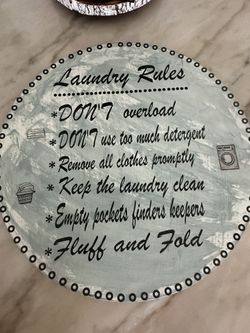 Laundry Rules
*DON'T overload
*DON'T use too much detergent
*Remove all clothes promptly
*Keep the laundry clean
*Empty pockets finders keepers
*Fluff and Fold